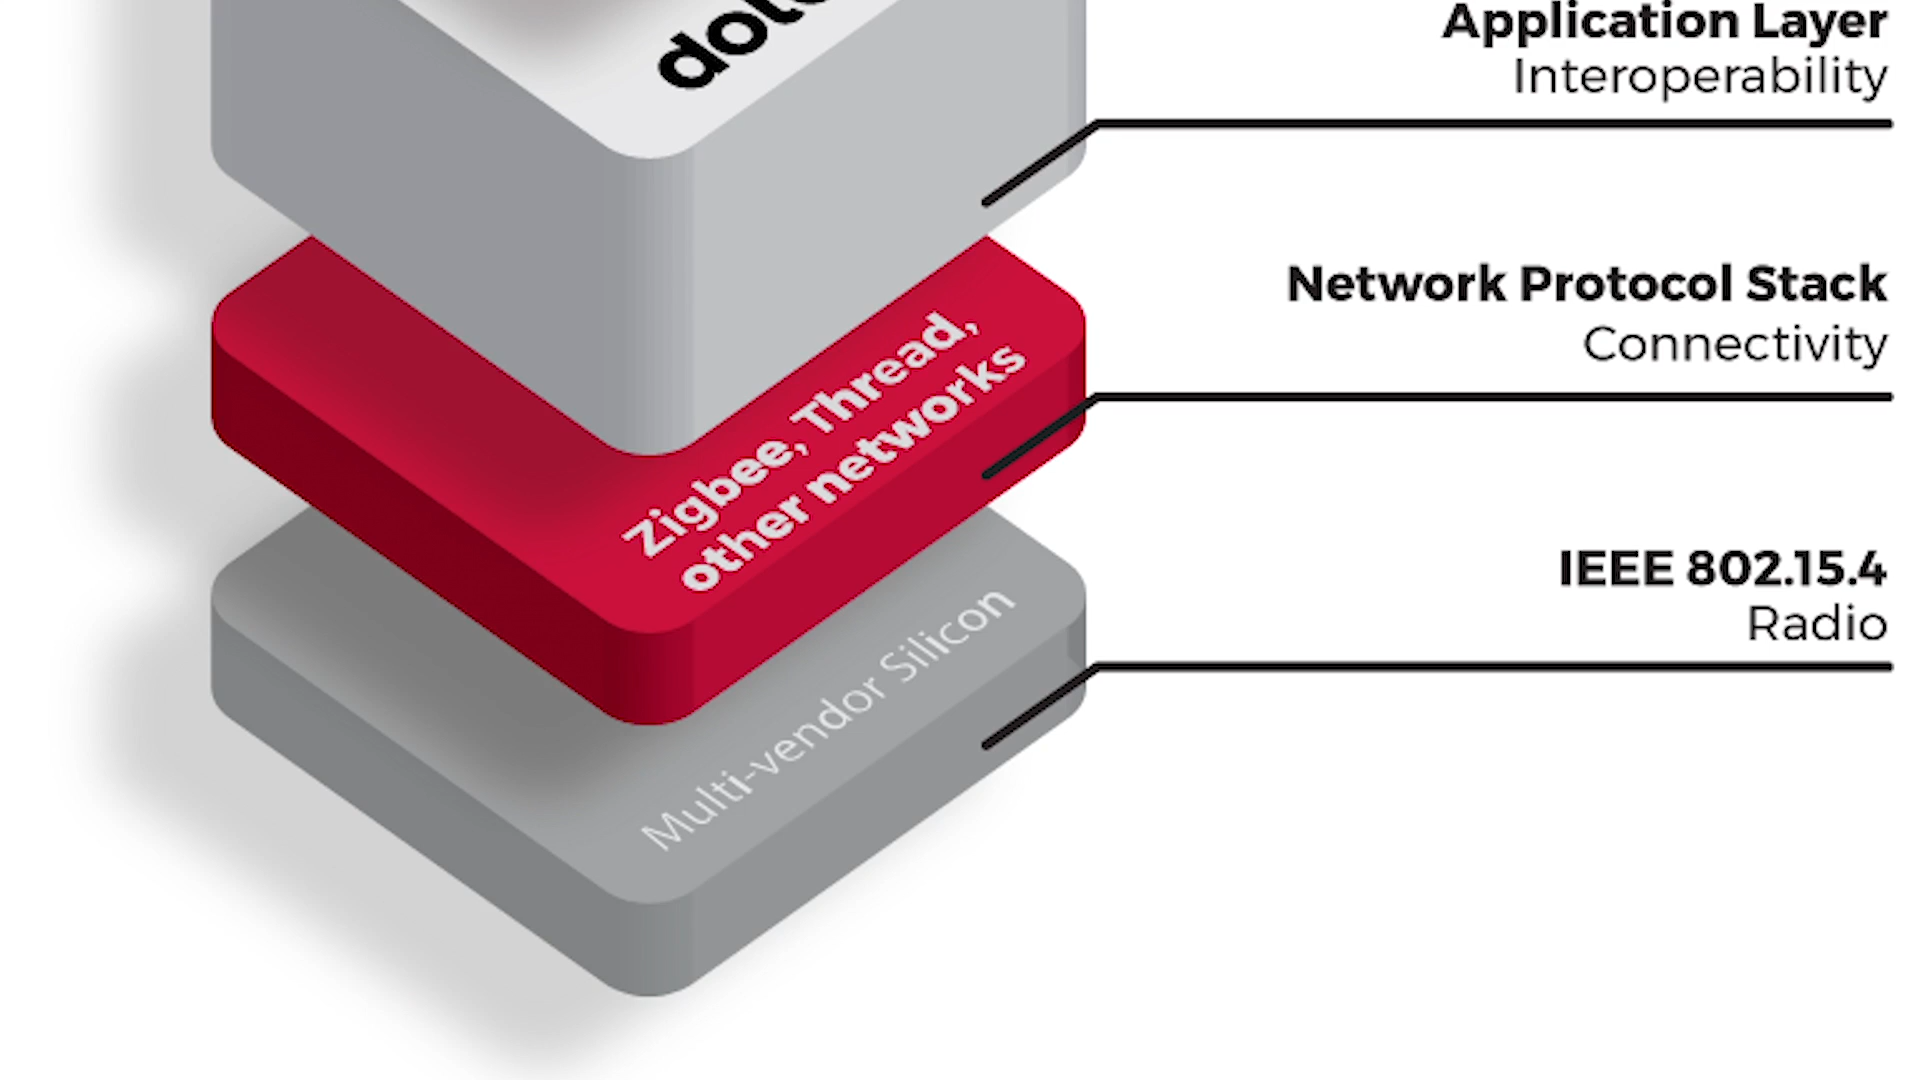 Application Layer
Interoperability
Network Protocol Stack
Connectivity
Zigbee, Thread,
other networks
IEEE 802.15.4
Radio
Multi-vendor Silicon